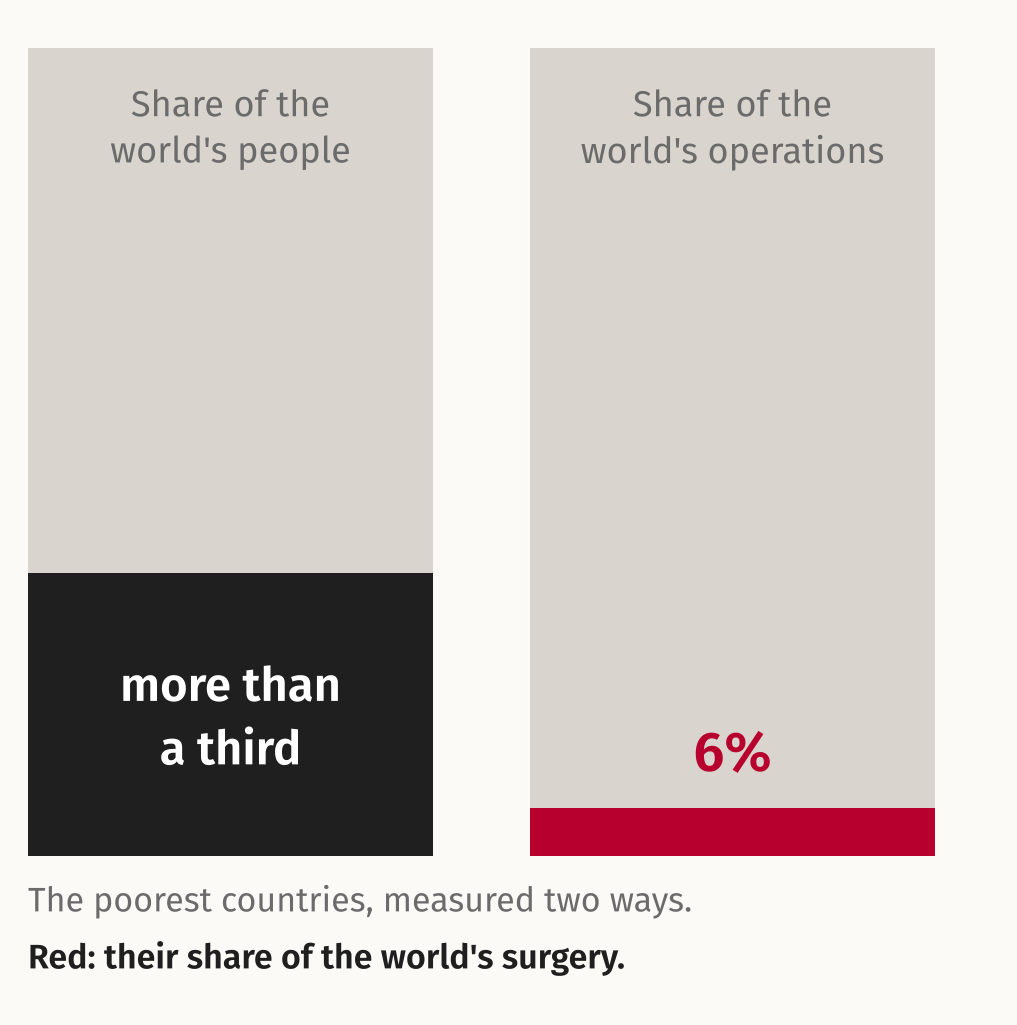 Share of the
world's people
Share of the
world's operations
more than
a third
6%
The poorest countries, measured two ways.
Red: their share of the world's surgery.